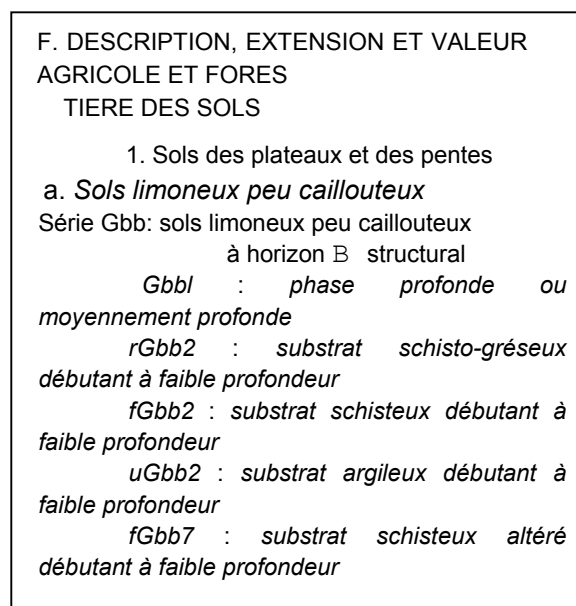 F. DESCRIPTION, EXTENSION ET VALEUR
AGRICOLE ET FORES
TIERE DES SOLS
1. Sols des plateaux et des pentes
a. Sols limoneux peu caillouteux
Série Gbb: sols limoneux peu caillouteux
à horizon B structural
Gbbl : phase profonde ou
moyennement profonde
rGbb2 : substrat schisto-gréseux
débutant à faible profondeur
fGbb2 : substrat schisteux débutant à
faible profondeur
uGbb2 : substrat argileux débutant à
faible profondeur
fGbb7 : substrat schisteux altéré
débutant à faible profondeur